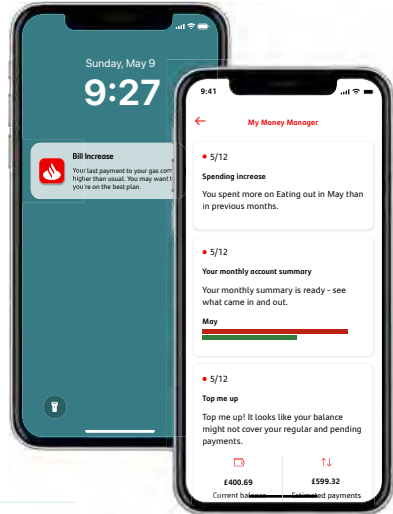 Sunday, May 9
9:27
Bill Increase
Your last payment to your gas com
higher than usual. You may want t
you're on the best plan.
9:41
My Money Manager
5/12
Spending increase
You spent more on Eating out in May than
in previous months.
5/12
Your monthly account summary
Your monthly summary is ready - see
what came in and out.
May
5/12
Top me up
Top me up! It looks like your balance
might not cover your regular and pending
payments.
£400.69
£599.32
Current balance
Estimated payments